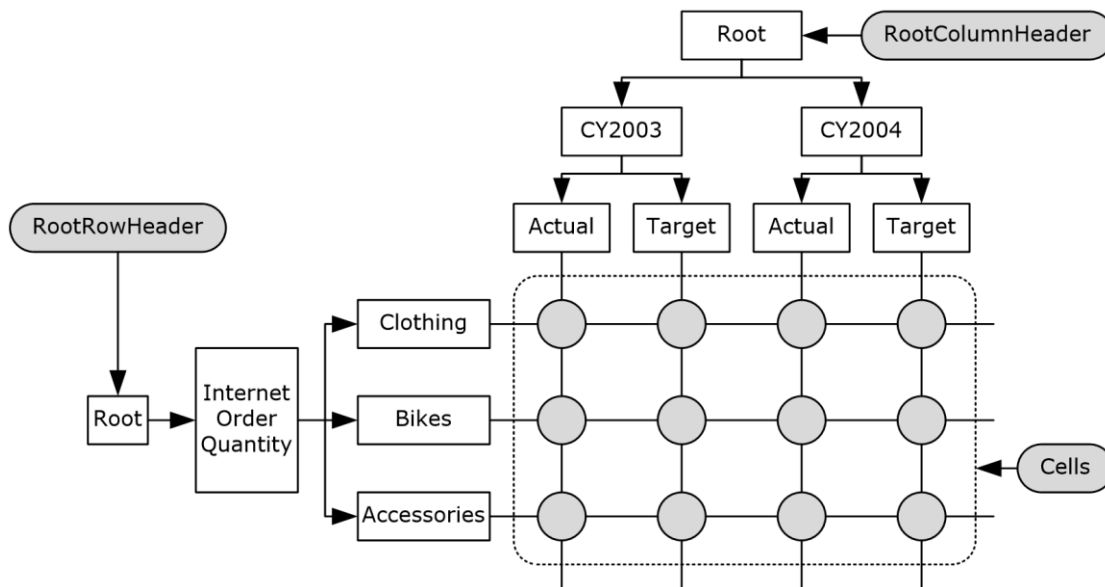 Root
RootColumnHeader
CY2003
CY2004
RootRowHeader
Actual
Target
Actual
Target
Clothing
Internet
Order
Quantity
Root
Bikes
Cells
Accessories